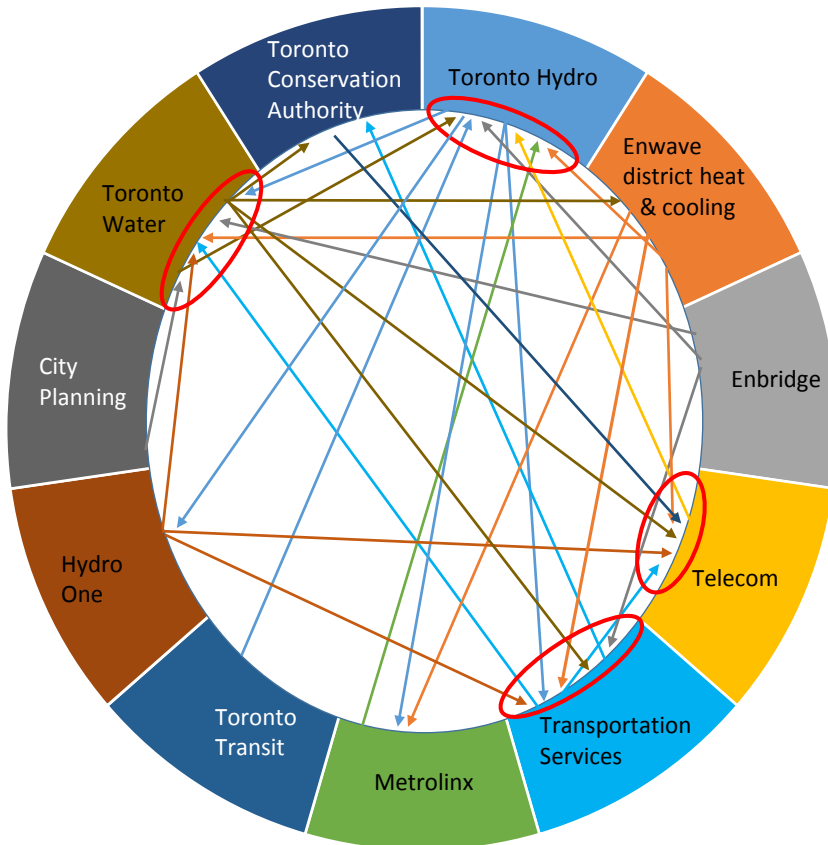 Toronto
Conservation
Authority
Toronto Hydro
Enwave
district heat
& cooling
Enbridge
Telecom
Transportation
Services
Metrolinx
Toronto
Transit
Hydro
One
City
Planning
Toronto
Water